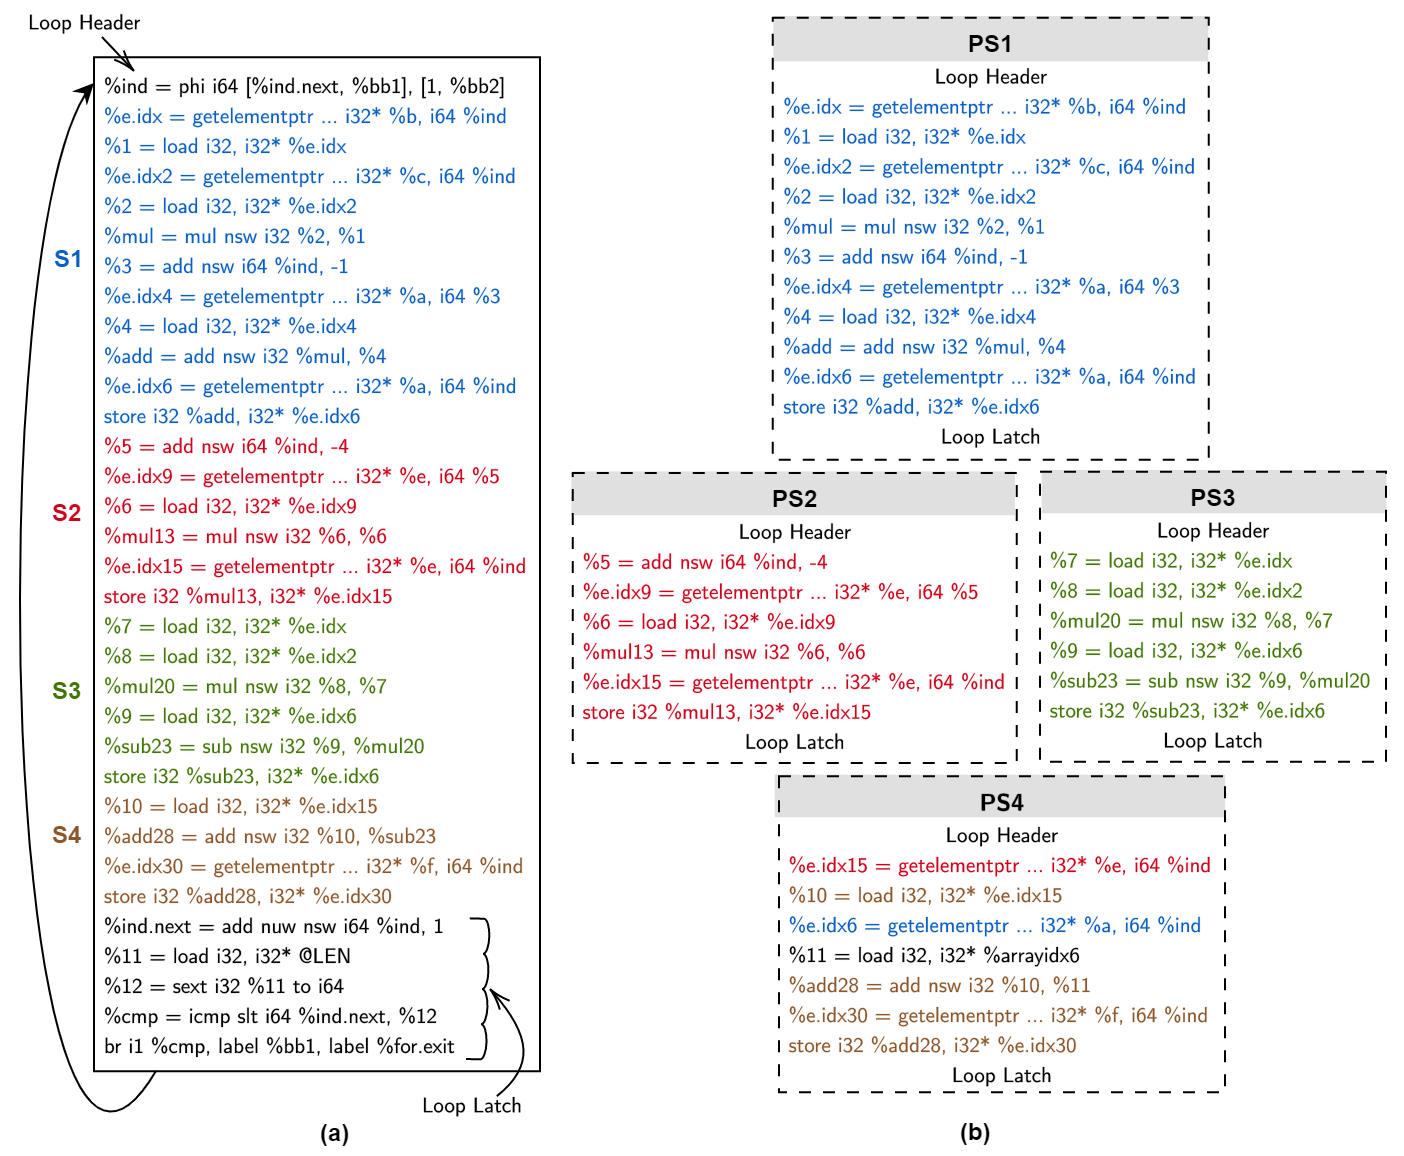 Loop Header
%ind = phi i64 [%ind.next, %bb1], [1, %bb2]
%e.idx = getelementptr ... i32* %b, i64 %ind
%1 = load i32, i32* %e.idx
%e.idx2 = getelementptr ... i32* %c, i64 %ind
%2 = load i32, i32* %e.idx2
%mul = mul nsw i32 %2, %1
S1
%3 = add nsw i64 %ind, -1
%e.idx4 = getelementptr ... i32* %a, i64 %3
%4 = load i32, i32* %e.idx4
%add = add nsw i32 %mul, %4
%e.idx6 = getelementptr ... i32* %a, i64 %ind
store i32 %add, i32* %e.idx6
%5 = add nsw i64 %ind, -4
%e.idx9 = getelementptr ... i32* %e, i64 %5
S2
%6 = load i32, i32* %e.idx9
%mul13 = mul nsw i32 %6, %6
%e.idx15 = getelementptr ... i32* %e, i64 %ind
store i32 %mul13, i32* %e.idx15
%7 = load i32, i32* %e.idx
%8 = load i32, i32* %e.idx2
S3
%mul20 = mul nsw i32 %8, %7
%9 = load i32, i32* %e.idx6
%sub23 = sub nsw i32 %9, %mul20
store i32 %sub23, i32* %e.idx6
%10 = load i32, i32* %e.idx15
S4
%add28 = add nsw i32 %10, %sub23
%e.idx30 = getelementptr ... i32* %f, i64 %ind
store i32 %add28, i32* %e.idx30
%ind.next = add nuw nsw i64 %ind, 1
%11 = load i32, i32* @LEN
%12 = sext i32 %11 to i64
%cmp = icmp slt i64 %ind.next, %12
br i1 %cmp, label %bb1, label %for.exit
Loop Latch
(a)
PS1
Loop Header
%e.idx = getelementptr ... i32* %b, i64 %ind
%1 = load i32, i32* %e.idx
%e.idx2 = getelementptr ... i32* %c, i64 %ind
%2 = load i32, i32* %e.idx2
%mul = mul nsw i32 %2, %1
%3 = add nsw i64 %ind, -1
%e.idx4 = getelementptr ... i32* %a, i64 %3
%4 = load i32, i32* %e.idx4
%add = add nsw i32 %mul, %4
%e.idx6 = getelementptr ... i32* %a, i64 %ind
store i32 %add, i32* %e.idx6
Loop Latch
PS2
Loop Header
%5 = add nsw i64 %ind, -4
%e.idx9 = getelementptr ... i32* %e, i64 %5
%6 = load i32, i32* %e.idx9
%mul13 = mul nsw i32 %6, %6
%e.idx15 = getelementptr ... i32* %e, i64 %ind
store i32 %mul13, i32* %e.idx15
Loop Latch
PS3
Loop Header
%7 = load i32, i32* %e.idx
%8 = load i32, i32* %e.idx2
%mul20 = mul nsw i32 %8, %7
%9 = load i32, i32* %e.idx6
%sub23 = sub nsw i32 %9, %mul20
store i32 %sub23, i32* %e.idx6
Loop Latch
PS4
Loop Header
%e.idx15 = getelementptr ... i32* %e, i64 %ind
%10 = load i32, i32* %e.idx15
%e.idx6 = getelementptr ... i32* %a, i64 %ind
%11 = load i32, i32* %arrayidx6
%add28 = add nsw i32 %10, %11
%e.idx30 = getelementptr ... i32* %f, i64 %ind
store i32 %add28, i32* %e.idx30
Loop Latch
(b)